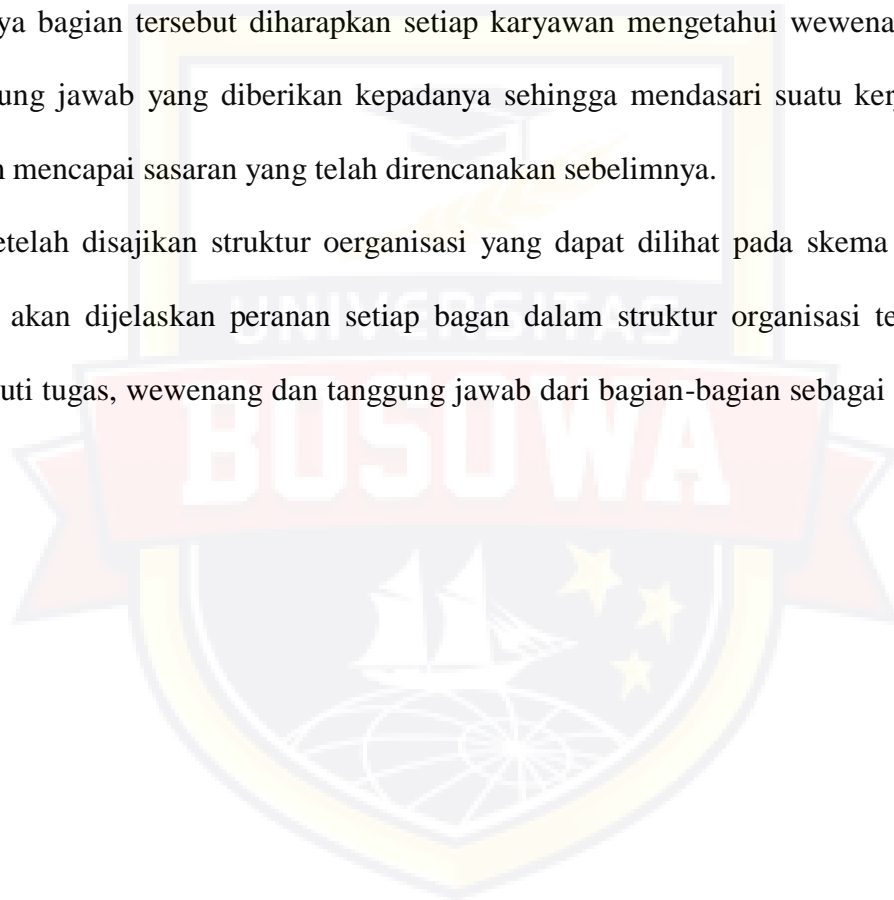 ya bagian tersebut diharapkan setiap karyawan mengetahui wewena
ung jawab yang diberikan kepadanya sehingga mendasari suatu ker
n mencapai sasaran yang telah direncanakan sebelimnya.
etelah disajikan struktur oerganisasi yang dapat dilihat pada skema
akan dijelaskan peranan setiap bagan dalam struktur organisasi te
uti tugas, wewenang dan tanggung jawab dari bagian-bagian sebagai
UNIVERSITAS
BOSOWA